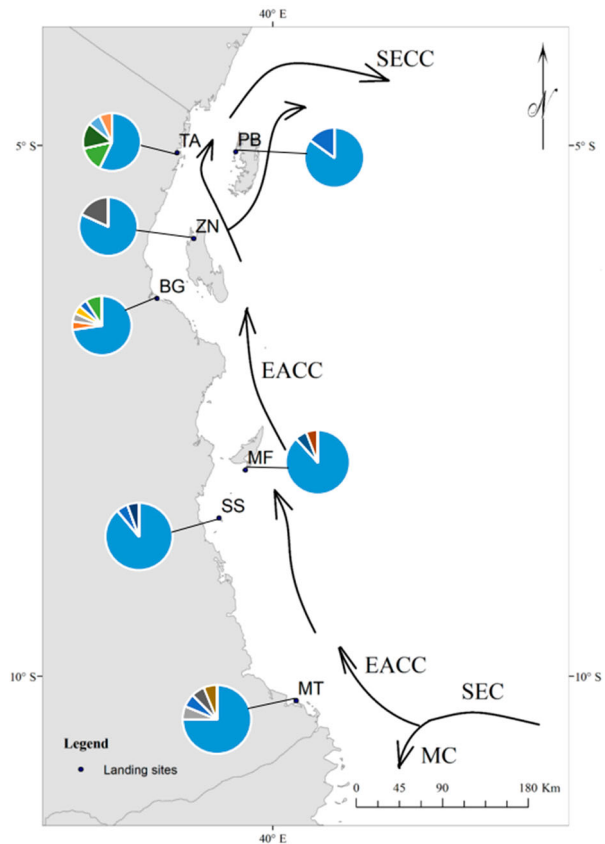 40° E
SECC
N
5° S
TA
PB
5° S
ZN
BG
EACC
MF
SS
10° S
MT
EACC
SEC
10° S
Legend
Landing sites
MC
0 45 90 180 Km
40° E